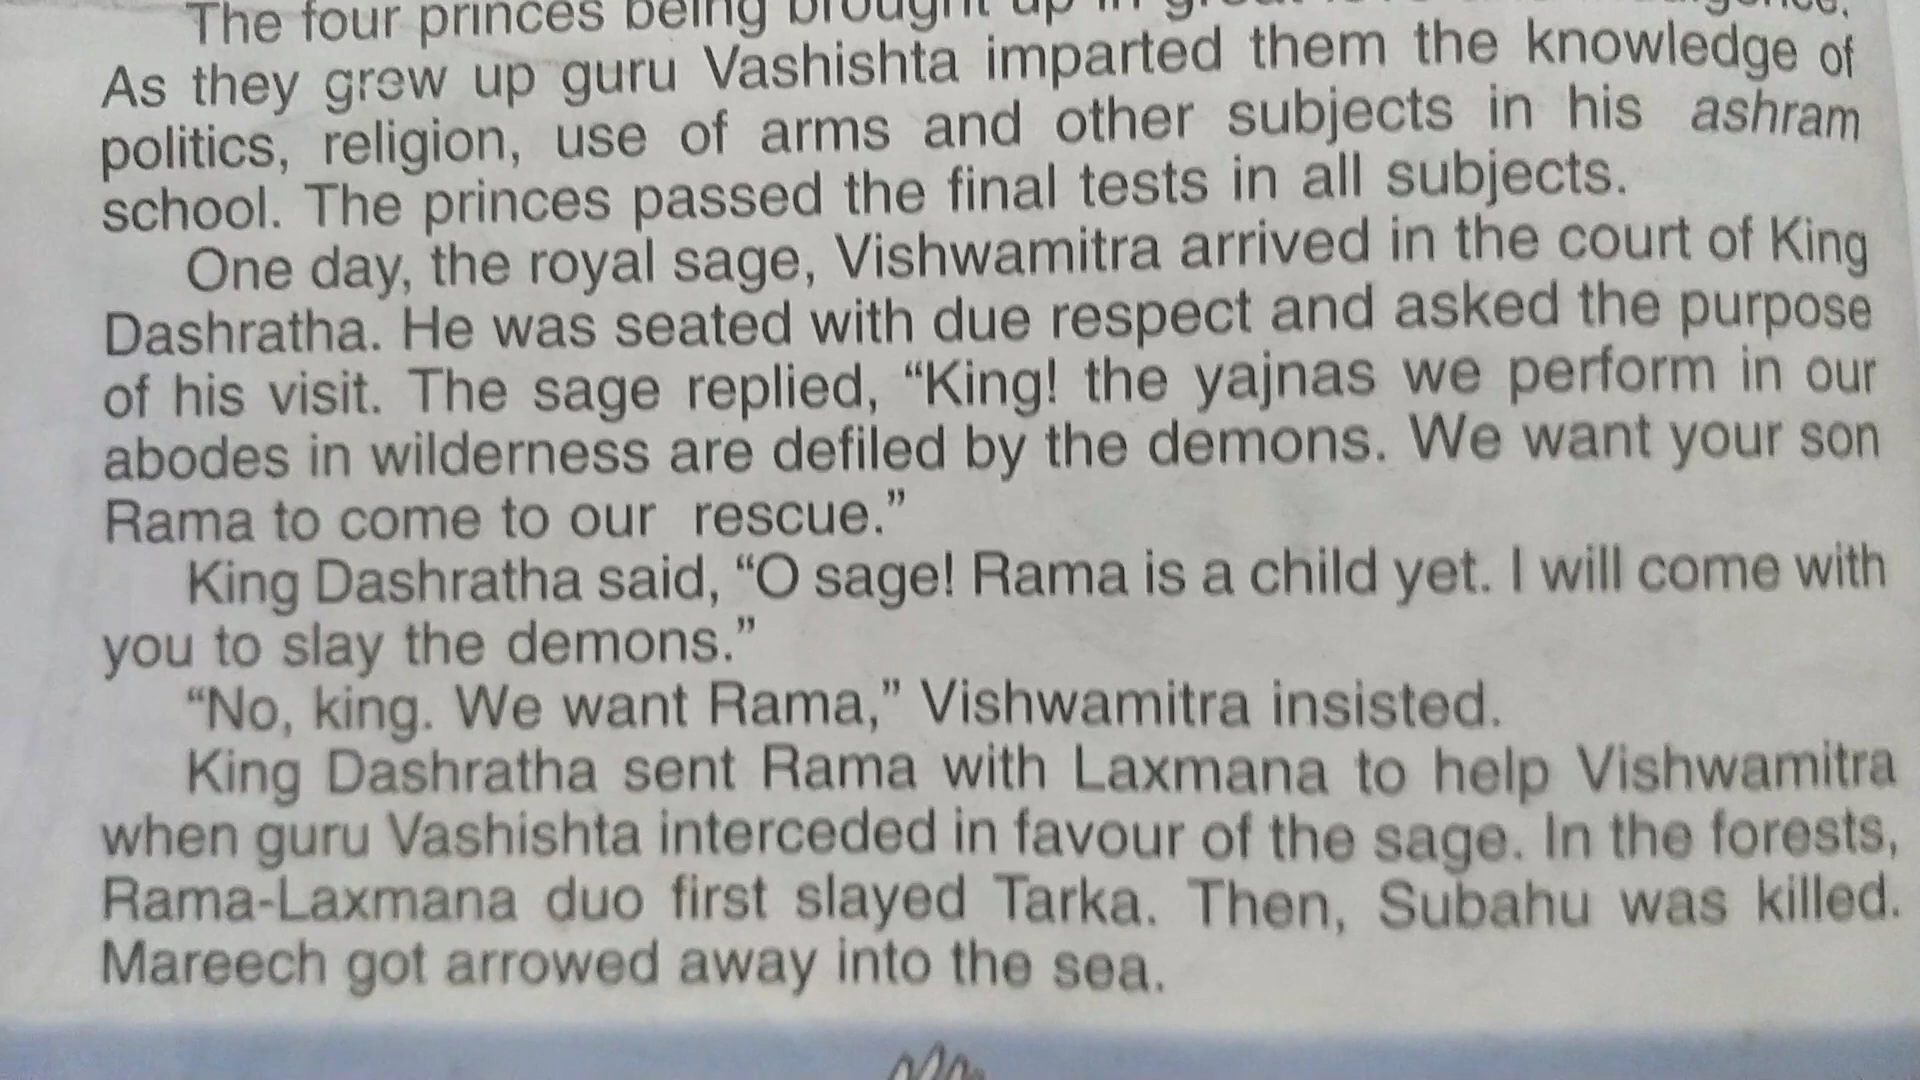 The four princes being brought up in great
As they grew up guru Vashishta imparted them the knowledge of
politics, religion, use of arms and other subjects in his ashram
school. The princes passed the final tests in all subjects.
One day, the royal sage, Vishwamitra arrived in the court of King
Dashratha. He was seated with due respect and asked the purpose
of his visit. The sage replied, “King! the yajnas we perform in our
abodes in wilderness are defiled by the demons. We want your son
Rama to come to our rescue.”
King Dashratha said, “O sage! Rama is a child yet. I will come with
you to slay the demons.”
“No, king. We want Rama,” Vishwamitra insisted.
King Dashratha sent Rama with Laxmana to help Vishwamitra
when guru Vashishta interceded in favour of the sage. In the forests,
Rama-Laxmana duo first slayed Tarka. Then, Subahu was killed.
Mareech got arrowed away into the sea.